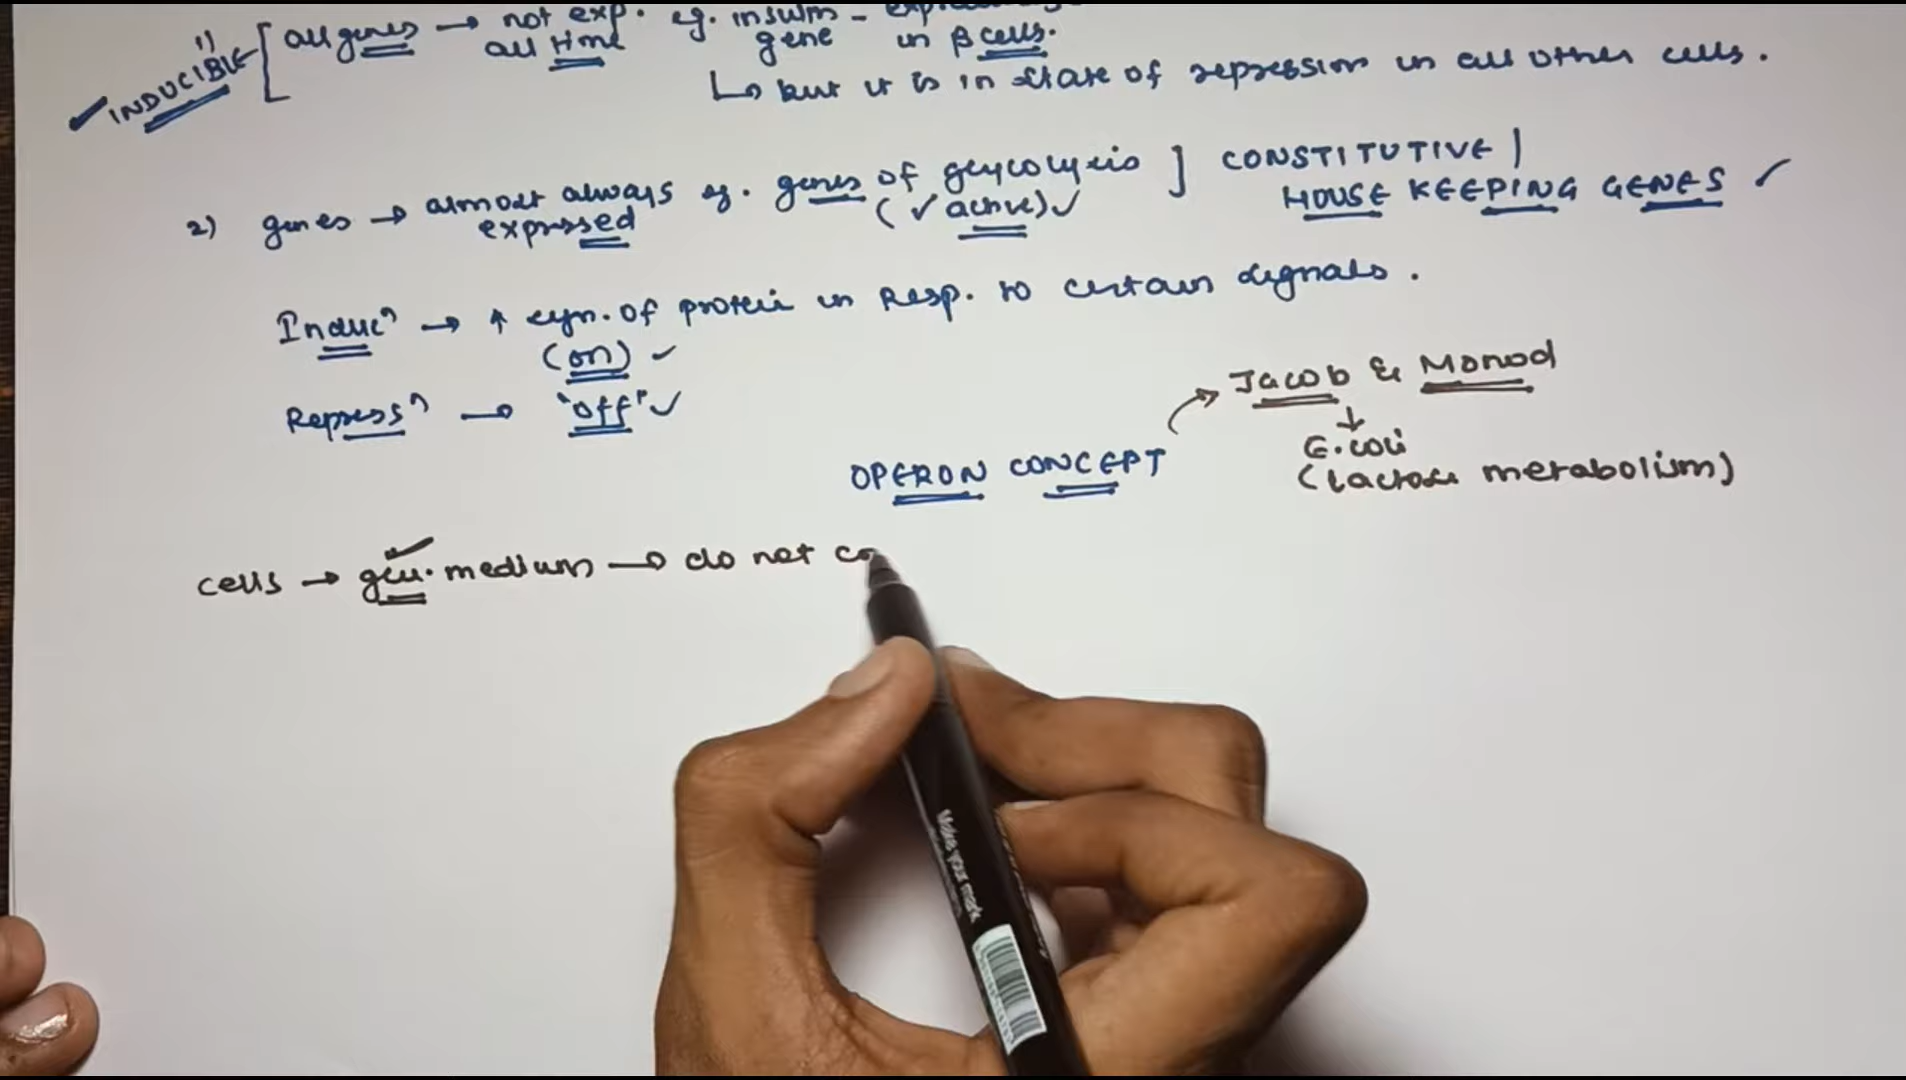 1)
INDUCIBLE
all genes → not exp. eg. insulin -
all time gene in β cells.
↳ but it is in state of repression in all other cells.
2) genes → almost always eg. genes of glycolysis ] CONSTITUTIVE |
expressed (✓ active) ✓ HOUSE KEEPING GENES ✓
Induc^n → ↑ syn. of protein in Resp. to certain signals.
(on) ✓
Repress^n → "off" ✓
Jacob & Monod
↓
E.coli
OPERON CONCEPT
(lactose metabolism)
cells → glu. medium → do not co
Make your mark